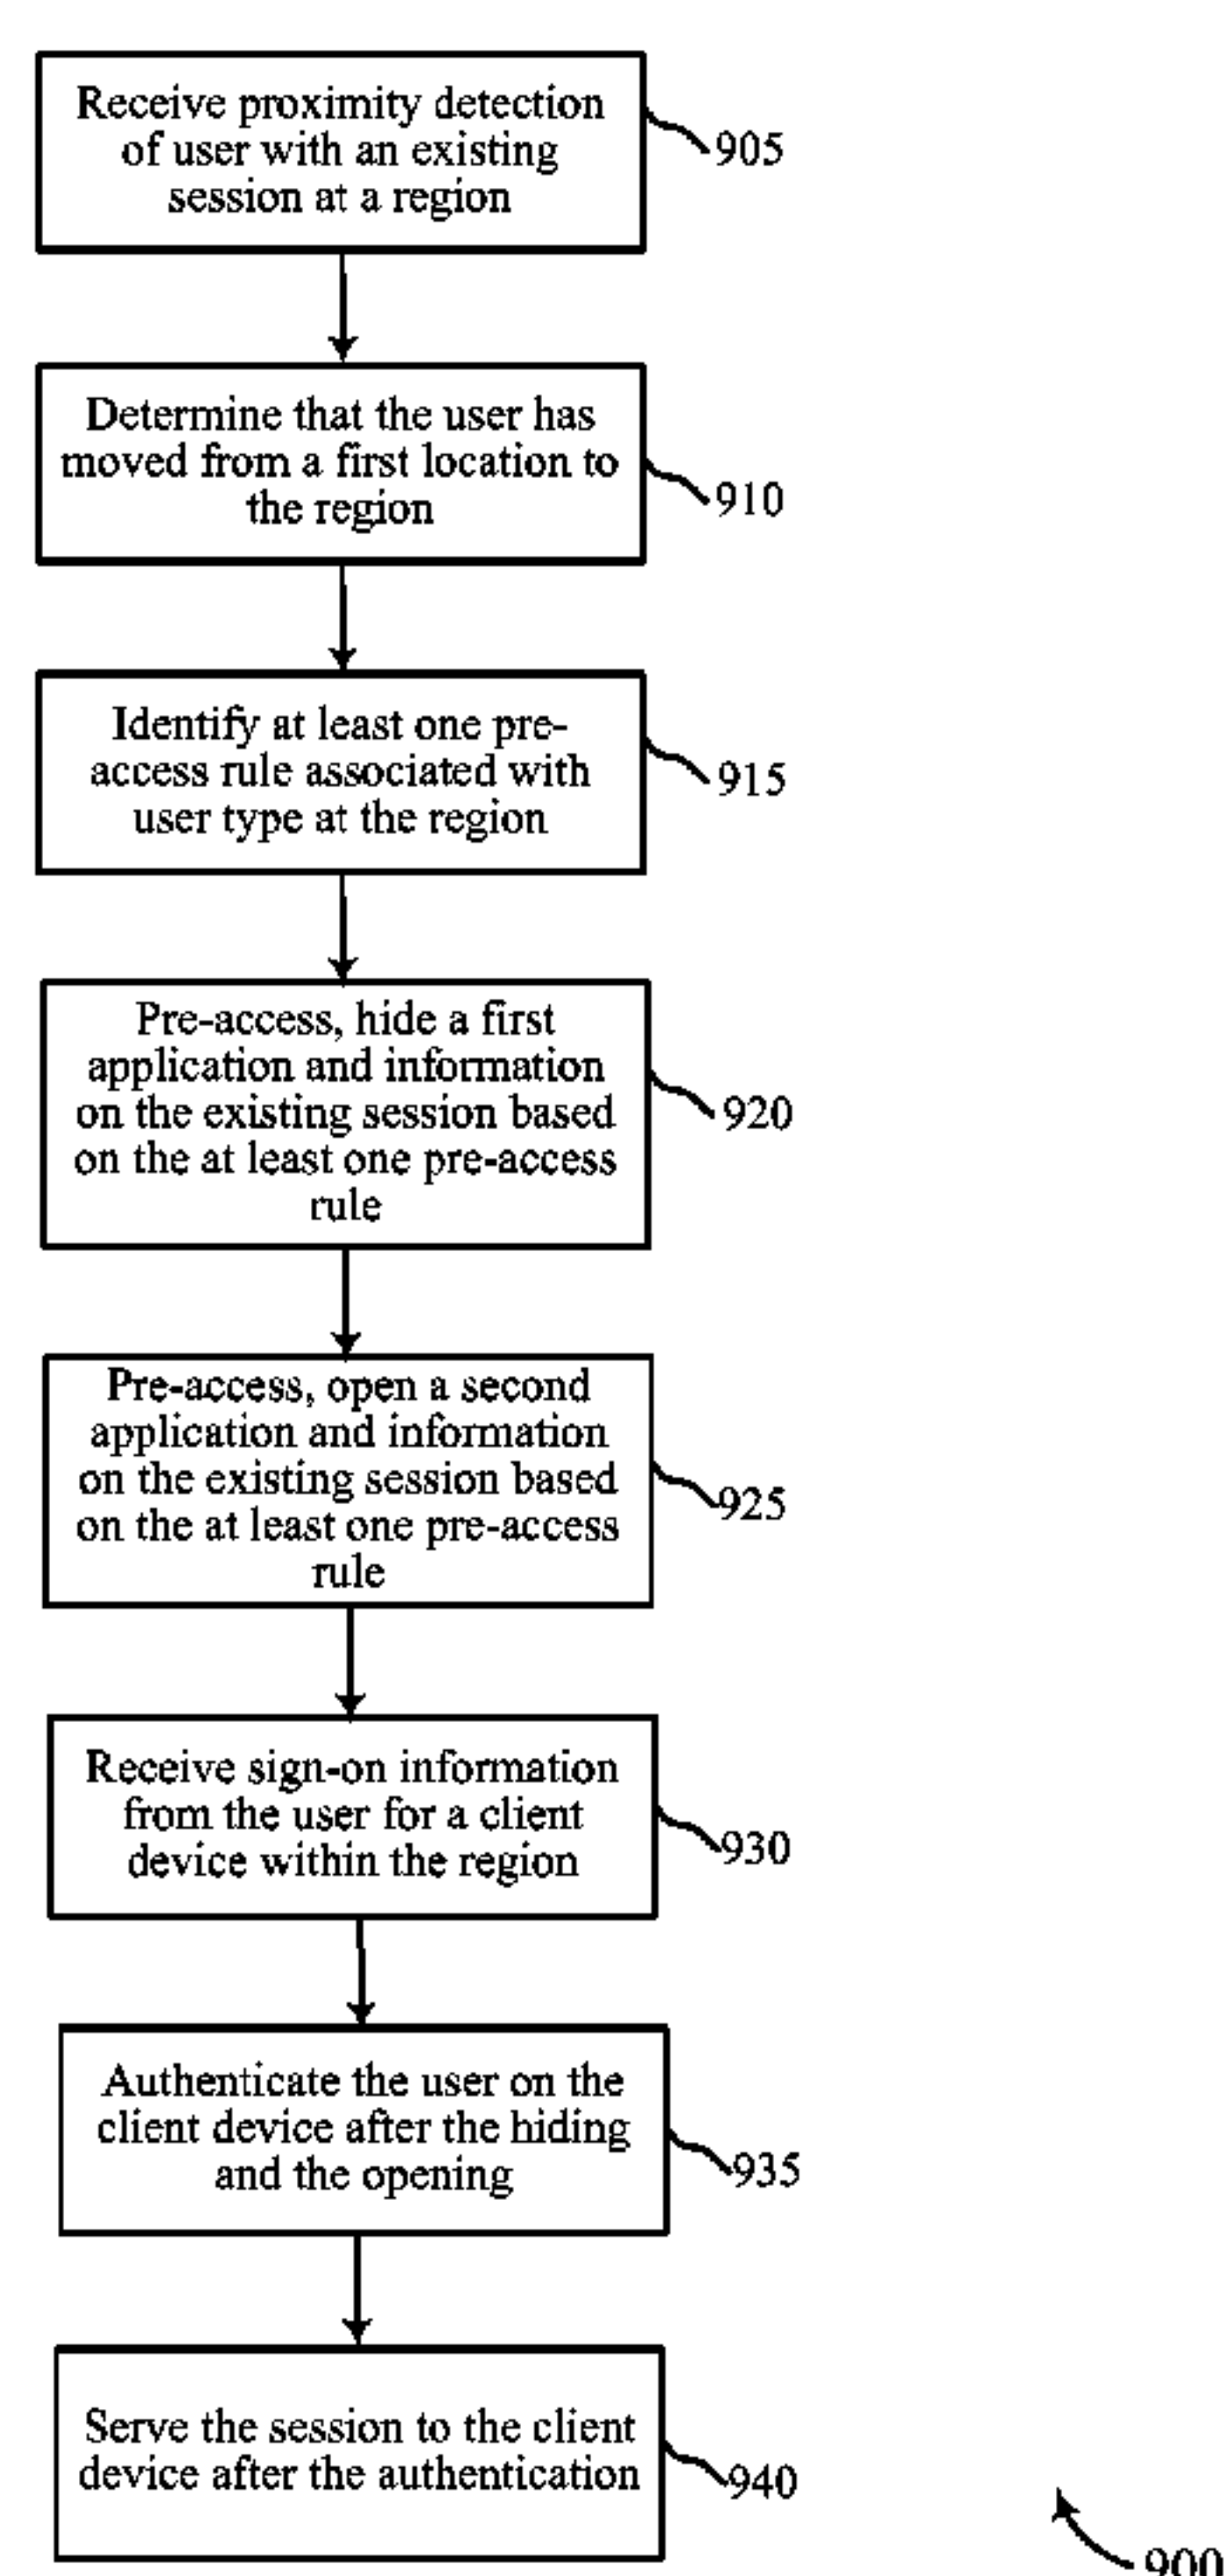 Receive proximity detection
of user with an existing
session at a region
905
Determine that the user has
moved from a first location to
the region
910
Identify at least one pre-
access rule associated with
user type at the region
915
Pre-access, hide a first
application and information
on the existing session based
on the at least one pre-access
rule
920
Pre-access, open a second
application and information
on the existing session based
on the at least one pre-access
rule
925
Receive sign-on information
from the user for a client
device within the region
930
Authenticate the user on the
client device after the hiding
and the opening
935
Serve the session to the client
device after the authentication
940
900